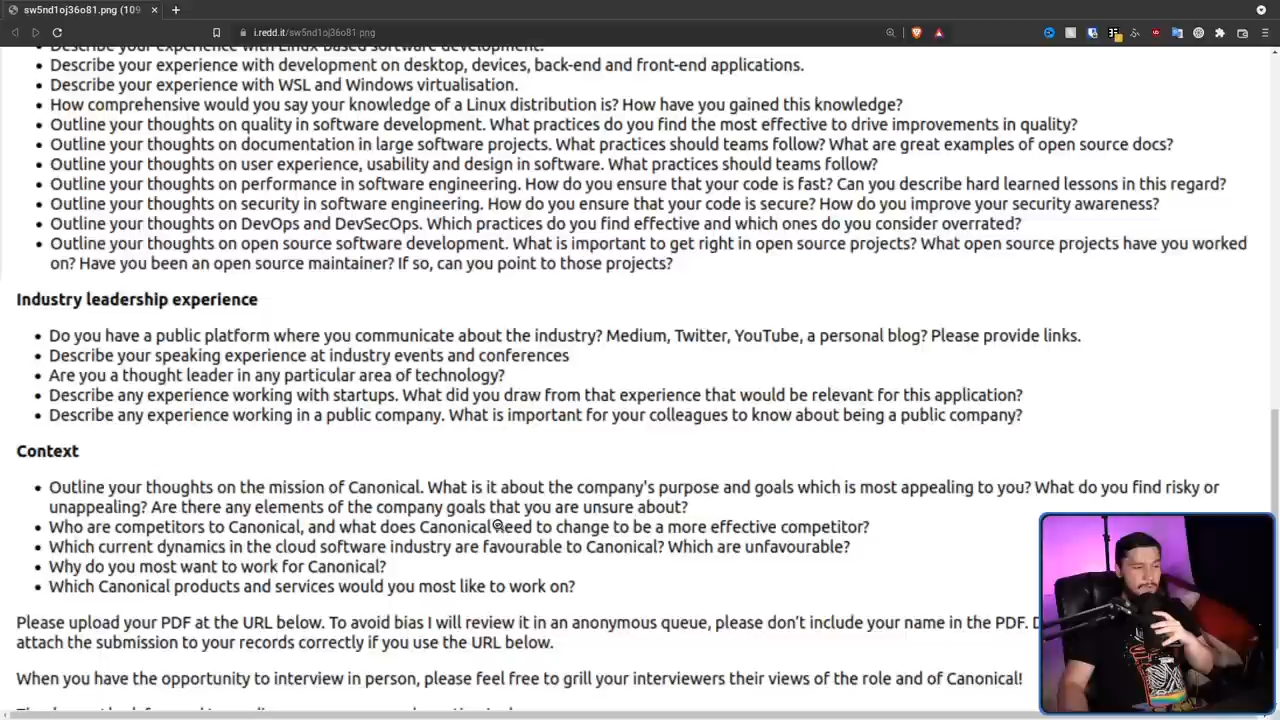 sw5nd1oj36o81.png (109
i.redd.it/sw5nd1oj36o81.png
Describe your experience with Linux-based software development.
Describe your experience with development on desktop, devices, back-end and front-end applications.
Describe your experience with WSL and Windows virtualisation.
How comprehensive would you say your knowledge of a Linux distribution is? How have you gained this knowledge?
Outline your thoughts on quality in software development. What practices do you find the most effective to drive improvements in quality?
Outline your thoughts on documentation in large software projects. What practices should teams follow? What are great examples of open source docs?
Outline your thoughts on user experience, usability and design in software. What practices should teams follow?
Outline your thoughts on performance in software engineering. How do you ensure that your code is fast? Can you describe hard learned lessons in this regard?
Outline your thoughts on security in software engineering. How do you ensure that your code is secure? How do you improve your security awareness?
Outline your thoughts on DevOps and DevSecOps. Which practices do you find effective and which ones do you consider overrated?
Outline your thoughts on open source software development. What is important to get right in open source projects? What open source projects have you worked
on? Have you been an open source maintainer? If so, can you point to those projects?
Industry leadership experience
Do you have a public platform where you communicate about the industry? Medium, Twitter, YouTube, a personal blog? Please provide links.
Describe your speaking experience at industry events and conferences
Are you a thought leader in any particular area of technology?
Describe any experience working with startups. What did you draw from that experience that would be relevant for this application?
Describe any experience working in a public company. What is important for your colleagues to know about being a public company?
Context
Outline your thoughts on the mission of Canonical. What is it about the company's purpose and goals which is most appealing to you? What do you find risky or
unappealing? Are there any elements of the company goals that you are unsure about?
Who are competitors to Canonical, and what does Canonical need to change to be a more effective competitor?
Which current dynamics in the cloud software industry are favourable to Canonical? Which are unfavourable?
Why do you most want to work for Canonical?
Which Canonical products and services would you most like to work on?
Please upload your PDF at the URL below. To avoid bias I will review it in an anonymous queue, please don't include your name in the PDF.
attach the submission to your records correctly if you use the URL below.
When you have the opportunity to interview in person, please feel free to grill your interviewers their views of the role and of Canonical!